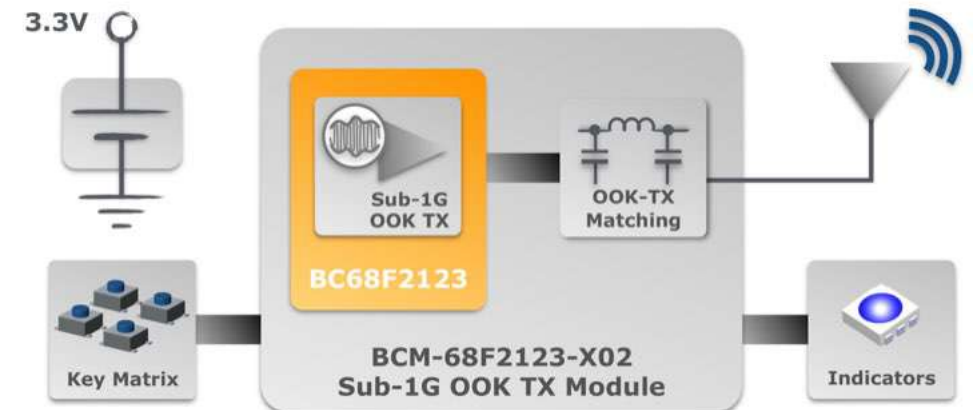 3.3V
Sub-1G
OOK TX
BC68F2123
OOK-TX
Matching
Key Matrix
BCM-68F2123-X02
Sub-1G OOK TX Module
Indicators